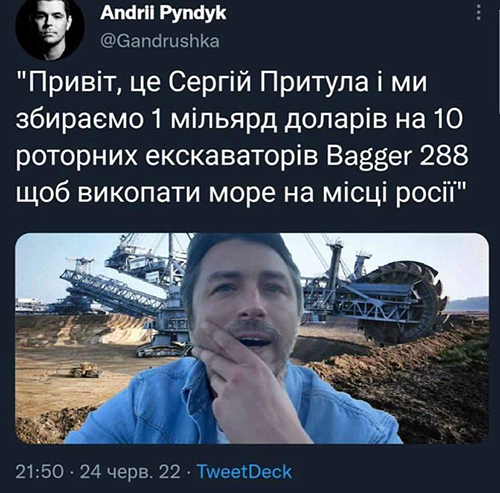 Andrii Pyndyk
@Gandrushka
"Привіт, це Сергій Притула і ми
збираємо 1 мільярд доларів на 10
роторних екскаваторів Bagger 288
щоб викопати море на місці росії"
21:50 · 24 черв. 22 · TweetDeck